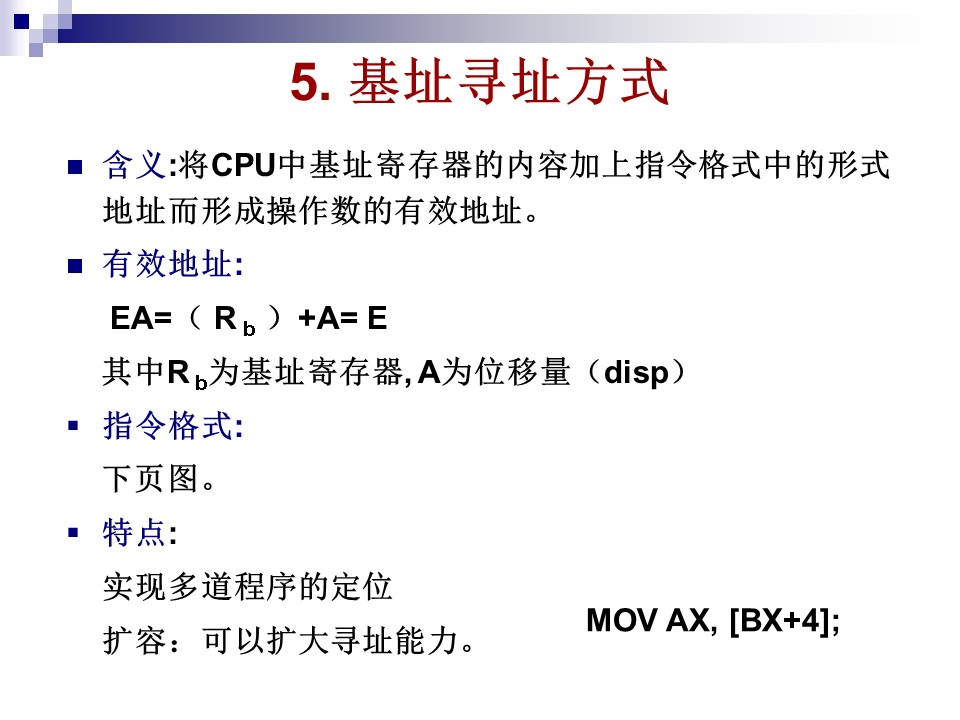 5. 基址寻址方式
含义:将CPU中基址寄存器的内容加上指令格式中的形式
地址而形成操作数的有效地址。
有效地址:
EA=（ R b ）+A= E
其中R b为基址寄存器, A为位移量（disp）
指令格式:
下页图。
特点:
实现多道程序的定位
扩容：可以扩大寻址能力。
MOV AX, [BX+4];